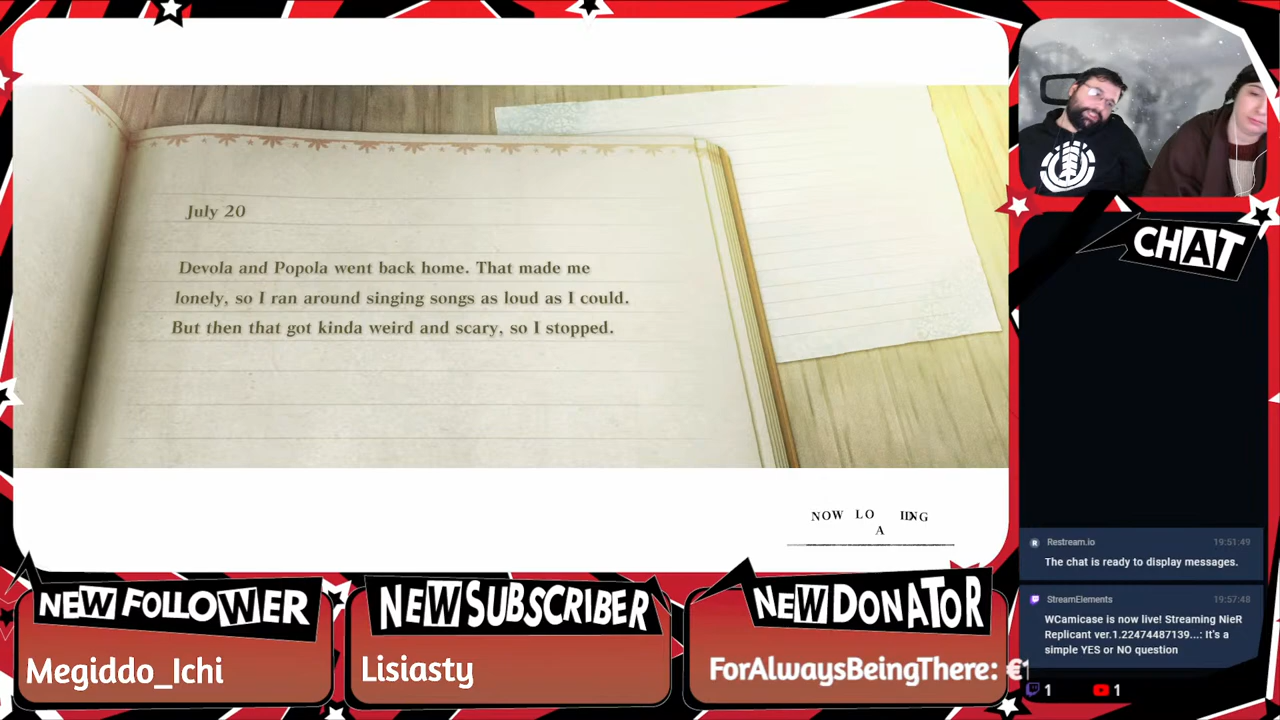 July 20
Devola and Popola went back home. That made me
lonely, so I ran around singing songs as loud as I could.
But then that got kinda weird and scary, so I stopped.
NOW LOADING
CHAT
Restream.io 19:51:49
The chat is ready to display messages.
StreamElements 19:57:48
WCamicase is now live! Streaming NieR
Replicant ver.1.22474487139...: It's a
simple YES or NO question
1 1
NEW FOLLOWER
Megiddo_Ichi
NEW SUBSCRIBER
Lisiasty
NEW DONATOR
ForAlwaysBeingThere: €1